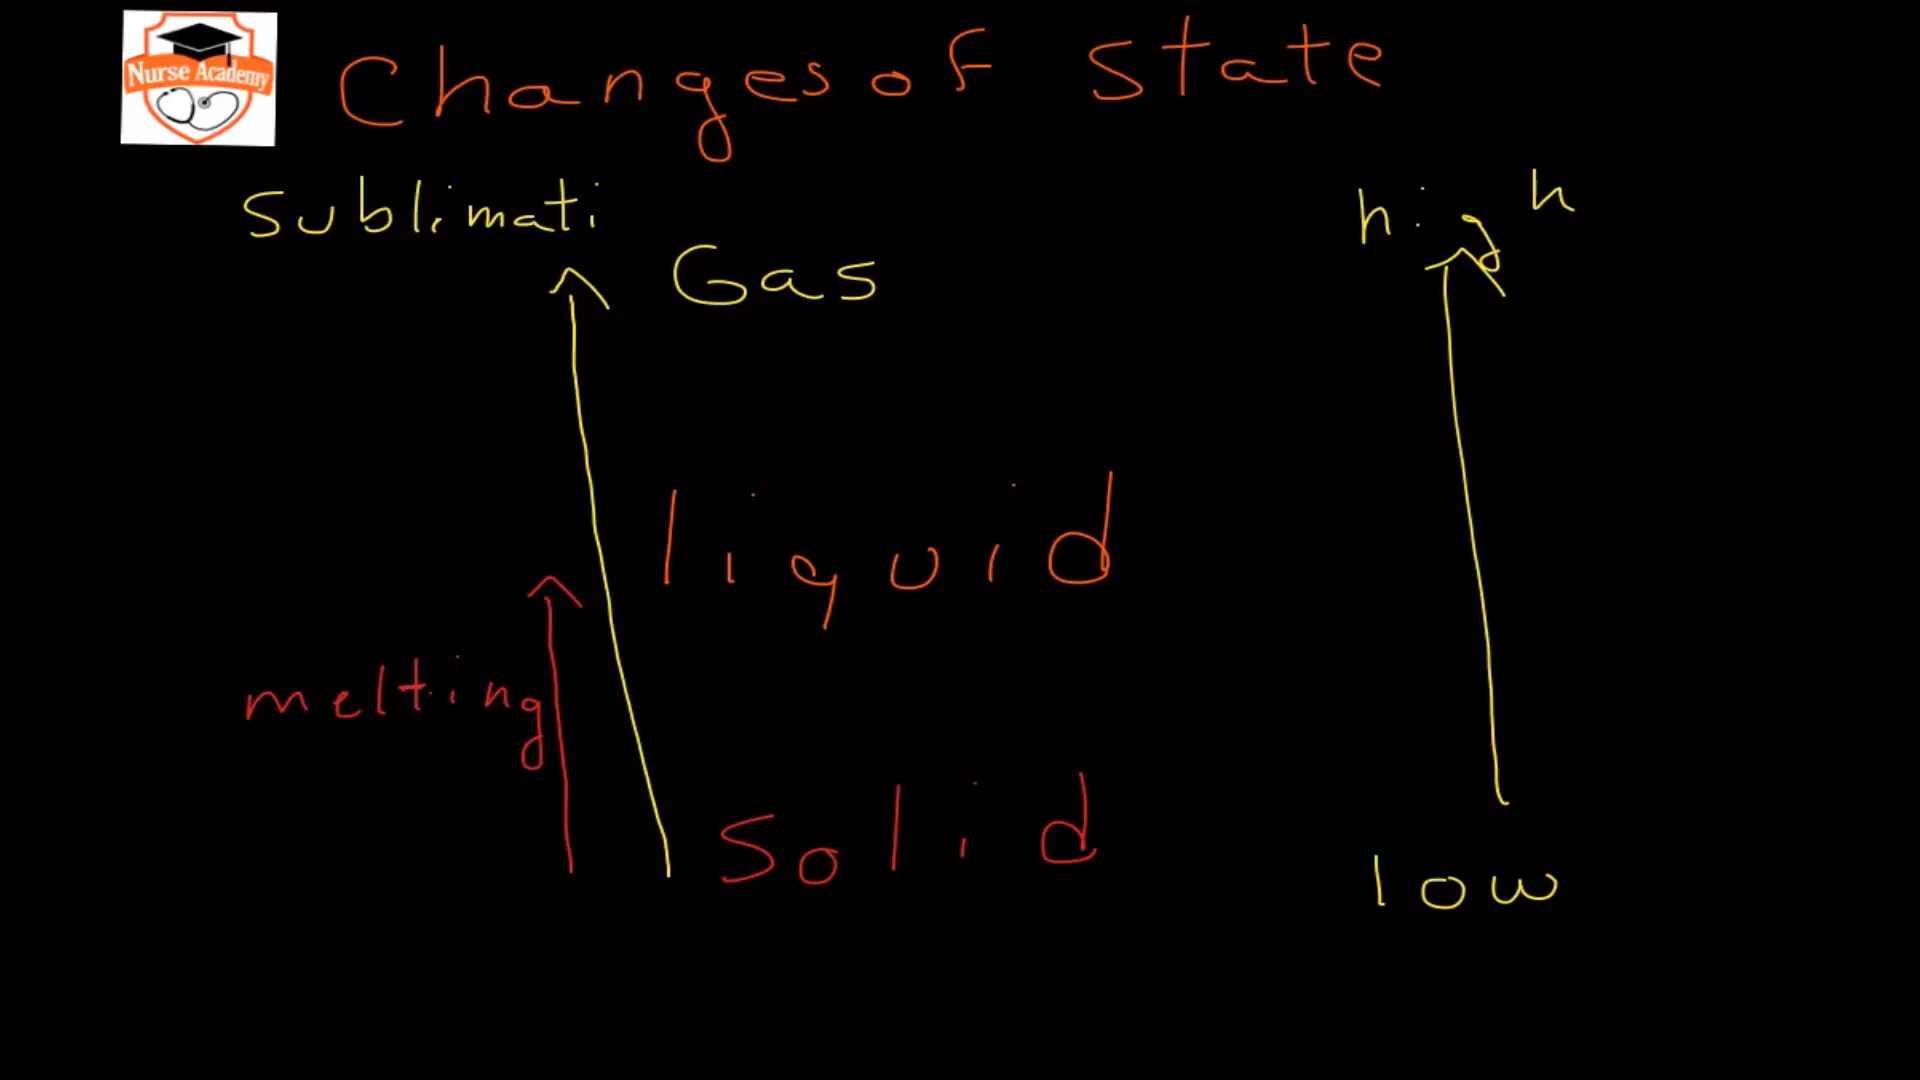 Nurse Academy
Changes of State
Sublimati
high
Gas
liquid
melting
Solid
low